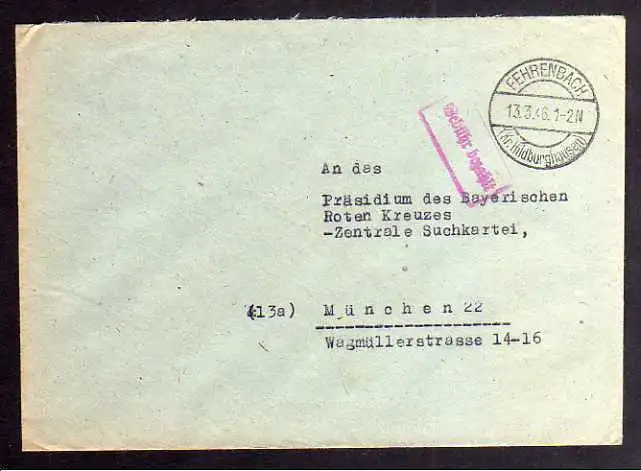 FEHRENBACH
13.3.46.1-2N
(Kr. Hildburghausen)
Gebühr bezahlt
An das
Präsidium des Bayerischen
Roten Kreuzes
-Zentrale Suchkartei,
(13a) München 22
Wagmüllerstrasse 14-16